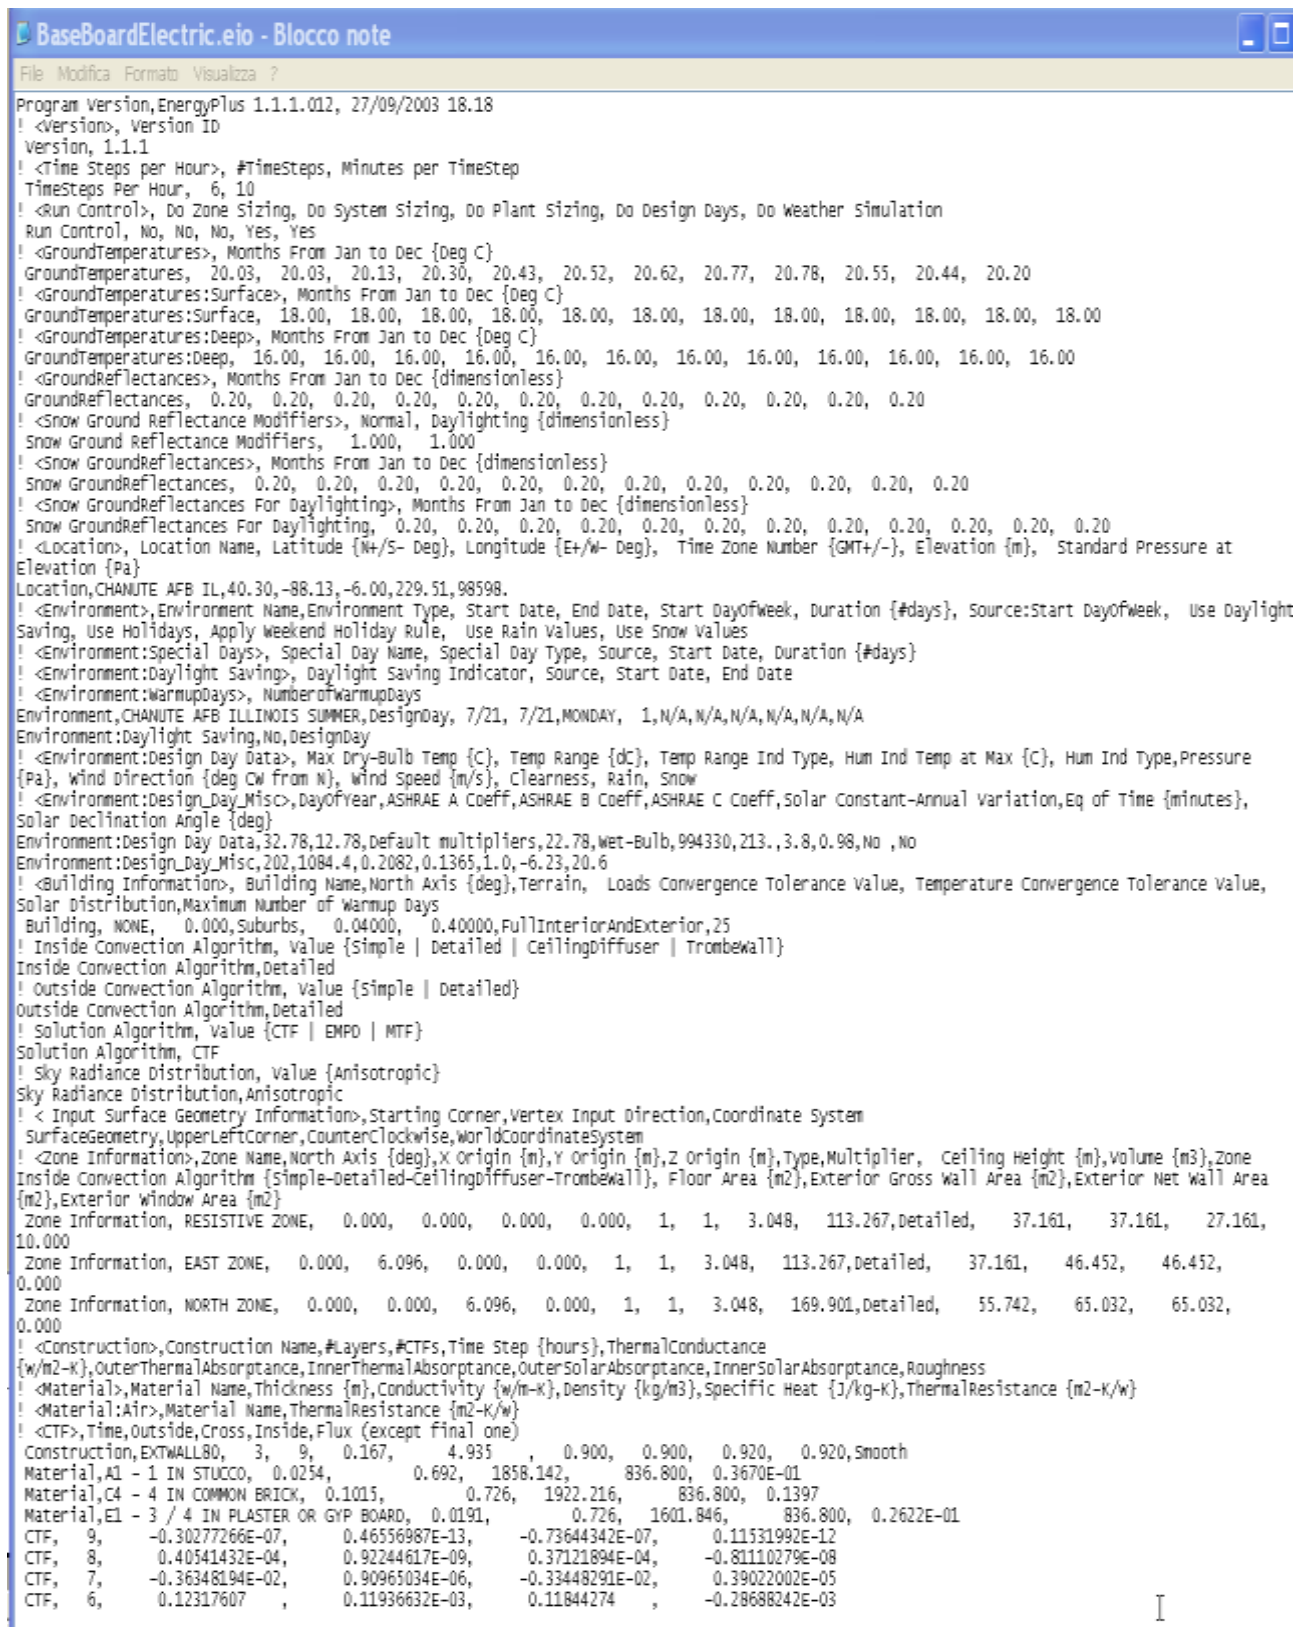 BaseBoardElectric.eio - Blocco note
File Modifica Formato Visualizza ?
Program Version,EnergyPlus 1.1.1.012, 27/09/2003 18.18
! <Version>, Version ID
Version, 1.1.1
! <Time Steps per Hour>, #TimeSteps, Minutes per TimeStep
TimeSteps Per Hour, 6, 10
! <Run Control>, Do Zone Sizing, Do System Sizing, Do Plant Sizing, Do Design Days, Do Weather Simulation
Run Control, No, No, No, Yes, Yes
! <GroundTemperatures>, Months From Jan to Dec {Deg C}
GroundTemperatures, 20.03, 20.03, 20.13, 20.30, 20.43, 20.52, 20.62, 20.77, 20.78, 20.55, 20.44, 20.20
! <GroundTemperatures:Surface>, Months From Jan to Dec {Deg C}
GroundTemperatures:Surface, 18.00, 18.00, 18.00, 18.00, 18.00, 18.00, 18.00, 18.00, 18.00, 18.00, 18.00, 18.00
! <GroundTemperatures:Deep>, Months From Jan to Dec {Deg C}
GroundTemperatures:Deep, 16.00, 16.00, 16.00, 16.00, 16.00, 16.00, 16.00, 16.00, 16.00, 16.00, 16.00, 16.00
! <GroundReflectances>, Months From Jan to Dec {dimensionless}
GroundReflectances, 0.20, 0.20, 0.20, 0.20, 0.20, 0.20, 0.20, 0.20, 0.20, 0.20, 0.20, 0.20
! <Snow Ground Reflectance Modifiers>, Normal, Daylighting {dimensionless}
Snow Ground Reflectance Modifiers, 1.000, 1.000
! <Snow GroundReflectances>, Months From Jan to Dec {dimensionless}
Snow GroundReflectances, 0.20, 0.20, 0.20, 0.20, 0.20, 0.20, 0.20, 0.20, 0.20, 0.20, 0.20, 0.20
! <Snow GroundReflectances For Daylighting>, Months From Jan to Dec {dimensionless}
Snow GroundReflectances For Daylighting, 0.20, 0.20, 0.20, 0.20, 0.20, 0.20, 0.20, 0.20, 0.20, 0.20, 0.20, 0.20
! <Location>, Location Name, Latitude {N+/S- Deg}, Longitude {E+/W- Deg}, Time Zone Number {GMT+/-}, Elevation {m}, Standard Pressure at
Elevation {Pa}
Location,CHANUTE AFB IL,40.30,-88.13,-6.00,229.51,98598.
! <Environment>,Environment Name,Environment Type, Start Date, End Date, Start DayOfWeek, Duration {#days}, Source:Start DayOfWeek, Use Daylight
Saving, Use Holidays, Apply Weekend Holiday Rule, Use Rain Values, Use Snow Values
! <Environment:Special Days>, Special Day Name, Special Day Type, Source, Start Date, Duration {#days}
! <Environment:Daylight Saving>, Daylight Saving Indicator, Source, Start Date, End Date
! <Environment:WarmupDays>, NumberofWarmupDays
Environment,CHANUTE AFB ILLINOIS SUMMER,DesignDay, 7/21, 7/21,MONDAY, 1,N/A,N/A,N/A,N/A,N/A,N/A
Environment:Daylight Saving,No,DesignDay
! <Environment:Design Day Data>, Max Dry-Bulb Temp {C}, Temp Range {dC}, Temp Range Ind Type, Hum Ind Temp at Max {C}, Hum Ind Type,Pressure
{Pa}, Wind Direction {deg CW from N}, Wind Speed {m/s}, Clearness, Rain, Snow
! <Environment:Design_Day_Misc>,DayOfYear,ASHRAE A Coeff,ASHRAE B Coeff,ASHRAE C Coeff,Solar Constant-Annual Variation,Eq of Time {minutes},
Solar Declination Angle {deg}
Environment:Design Day Data,32.78,12.78,Default multipliers,22.78,Wet-Bulb,994330,213.,3.8,0.98,No ,No
Environment:Design_Day_Misc,202,1084.4,0.2082,0.1365,1.0,-6.23,20.6
! <Building Information>, Building Name,North Axis {deg},Terrain, Loads Convergence Tolerance Value, Temperature Convergence Tolerance Value,
Solar Distribution,Maximum Number of Warmup Days
Building, NONE, 0.000,Suburbs, 0.04000, 0.40000,FullInteriorAndExterior,25
! Inside Convection Algorithm, Value {Simple | Detailed | CeilingDiffuser | TrombeWall}
Inside Convection Algorithm,Detailed
! Outside Convection Algorithm, Value {Simple | Detailed}
Outside Convection Algorithm,Detailed
! Solution Algorithm, Value {CTF | EMPD | MTF}
Solution Algorithm, CTF
! Sky Radiance Distribution, Value {Anisotropic}
Sky Radiance Distribution,Anisotropic
! < Input Surface Geometry Information>,Starting Corner,Vertex Input Direction,Coordinate System
SurfaceGeometry,UpperLeftCorner,CounterClockwise,WorldCoordinateSystem
! <Zone Information>,Zone Name,North Axis {deg},X Origin {m},Y Origin {m},Z Origin {m},Type,Multiplier, Ceiling Height {m},Volume {m3},Zone
Inside Convection Algorithm {Simple-Detailed-CeilingDiffuser-TrombeWall}, Floor Area {m2},Exterior Gross Wall Area {m2},Exterior Net Wall Area
{m2},Exterior Window Area {m2}
Zone Information, RESISTIVE ZONE, 0.000, 0.000, 0.000, 0.000, 1, 1, 3.048, 113.267,Detailed, 37.161, 37.161, 27.161,
10.000
Zone Information, EAST ZONE, 0.000, 6.096, 0.000, 0.000, 1, 1, 3.048, 113.267,Detailed, 37.161, 46.452, 46.452,
0.000
Zone Information, NORTH ZONE, 0.000, 0.000, 6.096, 0.000, 1, 1, 3.048, 169.901,Detailed, 55.742, 65.032, 65.032,
0.000
! <Construction>,Construction Name,#Layers,#CTFs,Time Step {hours},ThermalConductance
{w/m2-K},OuterThermalAbsorptance,InnerThermalAbsorptance,OuterSolarAbsorptance,InnerSolarAbsorptance,Roughness
! <Material>,Material Name,Thickness {m},Conductivity {w/m-K},Density {kg/m3},Specific Heat {J/kg-K},ThermalResistance {m2-K/w}
! <Material:Air>,Material Name,ThermalResistance {m2-K/w}
! <CTF>,Time,Outside,Cross,Inside,Flux (except final one)
Construction,EXTWALL80, 3, 9, 0.167, 4.935 , 0.900, 0.900, 0.920, 0.920,Smooth
Material,A1 - 1 IN STUCCO, 0.0254, 0.692, 1858.142, 836.800, 0.3670E-01
Material,C4 - 4 IN COMMON BRICK, 0.1015, 0.726, 1922.216, 836.800, 0.1397
Material,E1 - 3 / 4 IN PLASTER OR GYP BOARD, 0.0191, 0.726, 1601.846, 836.800, 0.2622E-01
CTF, 9, -0.30277266E-07, 0.46556987E-13, -0.73644342E-07, 0.11531992E-12
CTF, 8, 0.40541432E-04, 0.92244617E-09, 0.37121894E-04, -0.81110279E-08
CTF, 7, -0.36348194E-02, 0.90965034E-06, -0.33448291E-02, 0.39022002E-05
CTF, 6, 0.12317607 , 0.11936632E-03, 0.11844274 , -0.28688242E-03